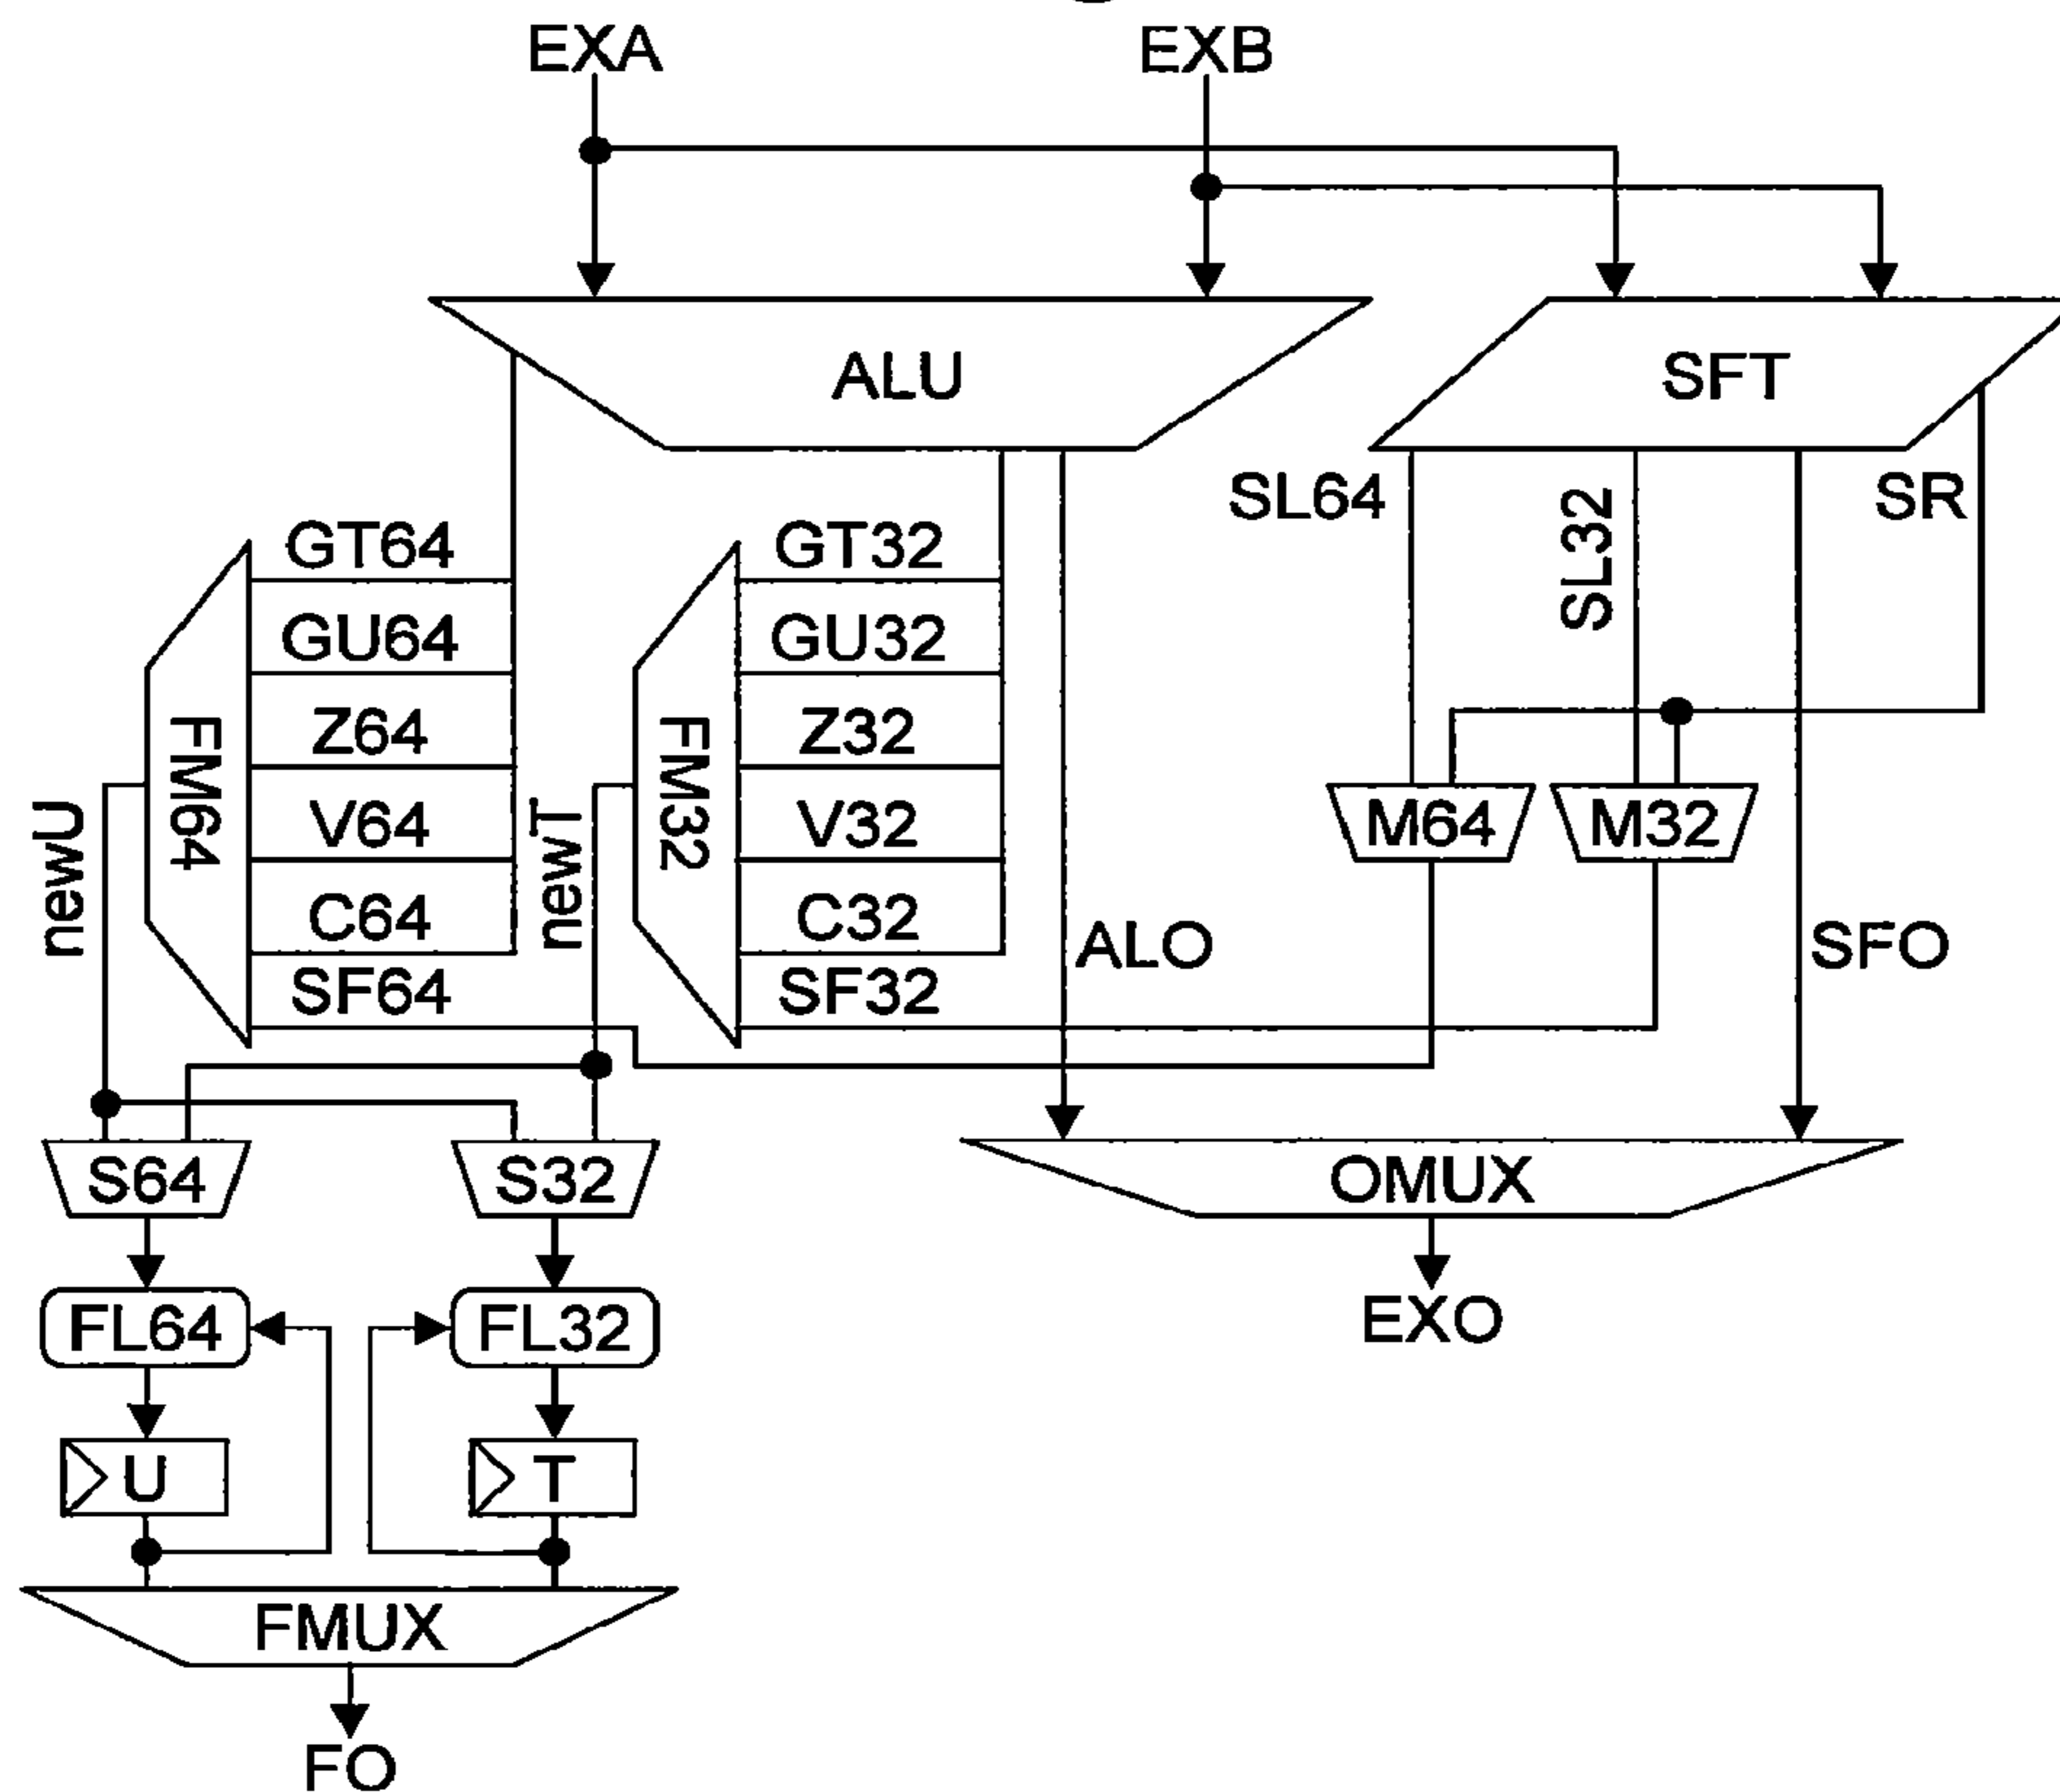 EXA EXB
ALU SFT
SL64 SL32 SR
GT64 GT32
GU64 GU32
Z64 Z32
V64 V32
C64 C32
SF64 SF32
FM64 FM32
newU newT
M64 M32
ALO SFO
S64 S32 OMUX
FL64 FL32 EXO
U T
FMUX
FO